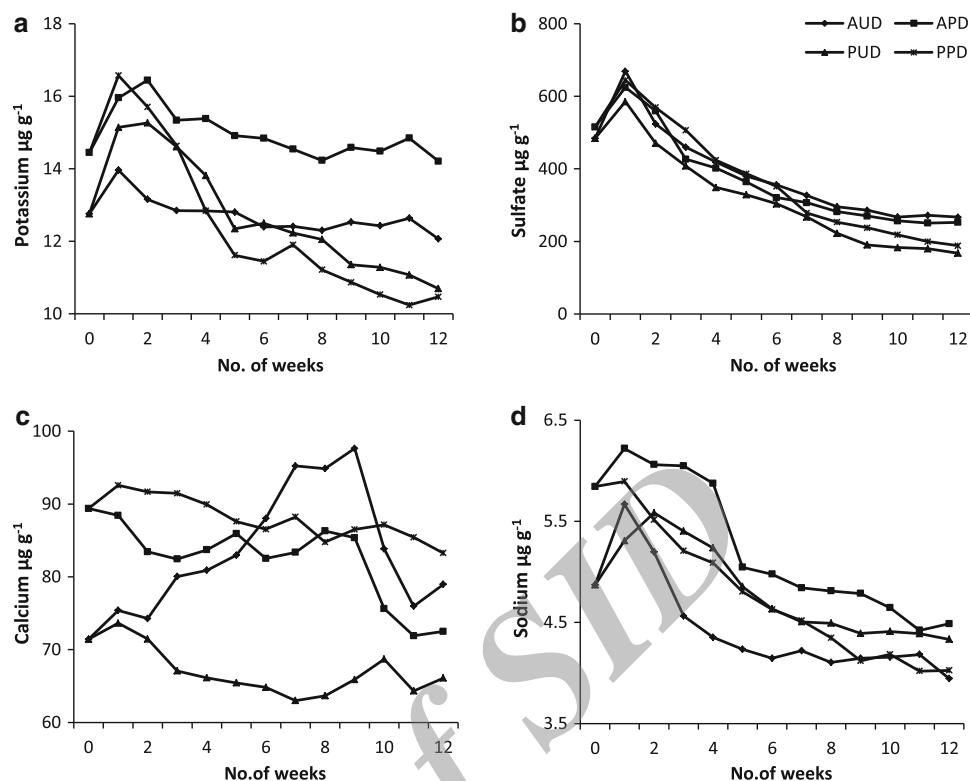 a
18
16
14
12
10
Potassium µg g-1
0 2 4 6 8 10 12
No. of weeks
b
800
600
400
200
0
Sulfate µg g-1
AUD APD
PUD PPD
0 2 4 6 8 10 12
No. of weeks
c
100
90
80
70
60
Calcium µg g-1
0 2 4 6 8 10 12
No.of weeks
d
6.5
5.5
4.5
3.5
Sodium µg g-1
0 2 4 6 8 10 12
No.of weeks
f SID